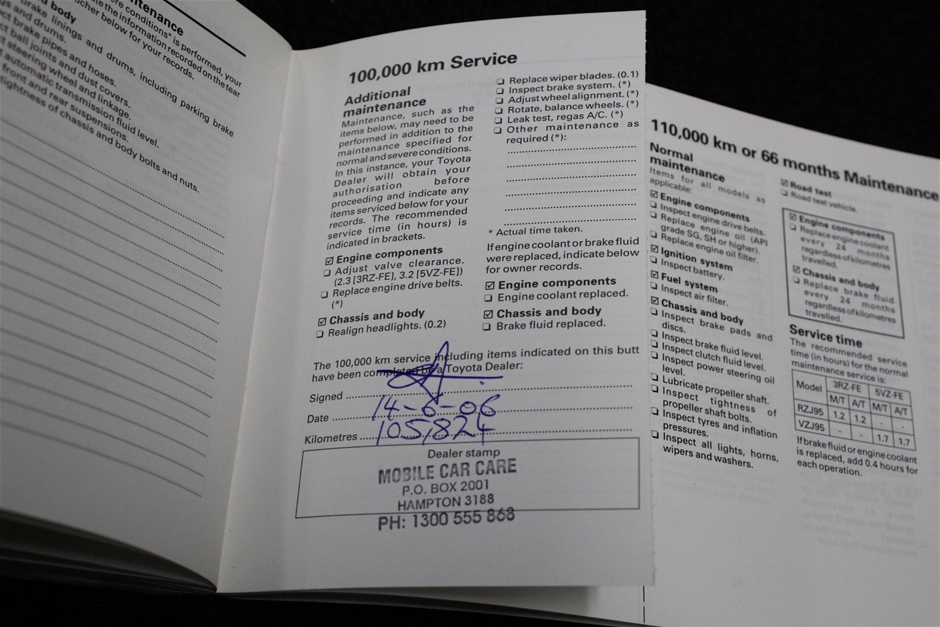 ere conditions" is performed, your
te the information recorded on the tear
cher below for your records.
tenance
d body
brake linings and drums, including parking brake
s and drums.
ct brake pipes and hoses.
ct ball joints and dust covers.
t steering wheel and linkage.
automatic transmission fluid level.
front and rear suspensions.
ghtness of chassis and body bolts and nuts.
100,000 km Service
Additional
maintenance
Maintenance, such as the
items below, may need to be
performed in addition to the
maintenance specified for
normal and severe conditions.
In this instance, your Toyota
Dealer will obtain your
authorisation before
proceeding and indicate any
items serviced below for your
records. The recommended
service time (in hours) is
indicated in brackets.
☑ Engine components
❏ Adjust valve clearance.
(2.3 [3RZ-FE], 3.2 [5VZ-FE])
❏ Replace engine drive belts.
(*)
☑ Chassis and body
❏ Realign headlights. (0.2)
❏ Replace wiper blades. (0.1)
❏ Inspect brake system. (*)
❏ Adjust wheel alignment. (*)
❏ Rotate, balance wheels. (*)
❏ Leak test, regas A/C. (*)
❏ Other maintenance as
required (*):
* Actual time taken.
If engine coolant or brake fluid
were replaced, indicate below
for owner records.
☑ Engine components
❏ Engine coolant replaced.
☑ Chassis and body
❏ Brake fluid replaced.
The 100,000 km service including items indicated on this butt
have been completed by a Toyota Dealer:
Signed
Date 14-6-06
Kilometres 105,824
Dealer stamp
MOBILE CAR CARE
P.O. BOX 2001
HAMPTON 3188
PH: 1300 555 868
110,000 km or 66 months Maintenance
Normal
maintenance
Items for all models as
applicable:
☑ Engine components
❏ Inspect engine drive belts.
❏ Replace engine oil (API
grade SG, SH or higher).
❏ Replace engine oil filter.
☑ Ignition system
❏ Inspect battery.
☑ Fuel system
❏ Inspect air filter.
☑ Chassis and body
❏ Inspect brake pads and
discs.
❏ Inspect brake fluid level.
❏ Inspect clutch fluid level.
❏ Inspect power steering oil
level.
❏ Lubricate propeller shaft.
❏ Inspect tightness of
propeller shaft bolts.
❏ Inspect tyres and inflation
pressures.
❏ Inspect all lights, horns,
wipers and washers.
☑ Road test
❏ Road test vehicle.
☑ Engine components
❏ Replace engine coolant
every 24 months
regardless of kilometres
travelled.
☑ Chassis and body
❏ Replace brake fluid
every 24 months
regardless of kilometres
travelled.
Service time
The recommended service
time (in hours) for the normal
maintenance service is:
Model 3RZ-FE 5VZ-FE
M/T A/T M/T A/T
RZJ95 1.2 1.2 - -
VZJ95 - - 1.7 1.7
If brake fluid or engine coolant
is replaced, add 0.4 hours for
each operation.